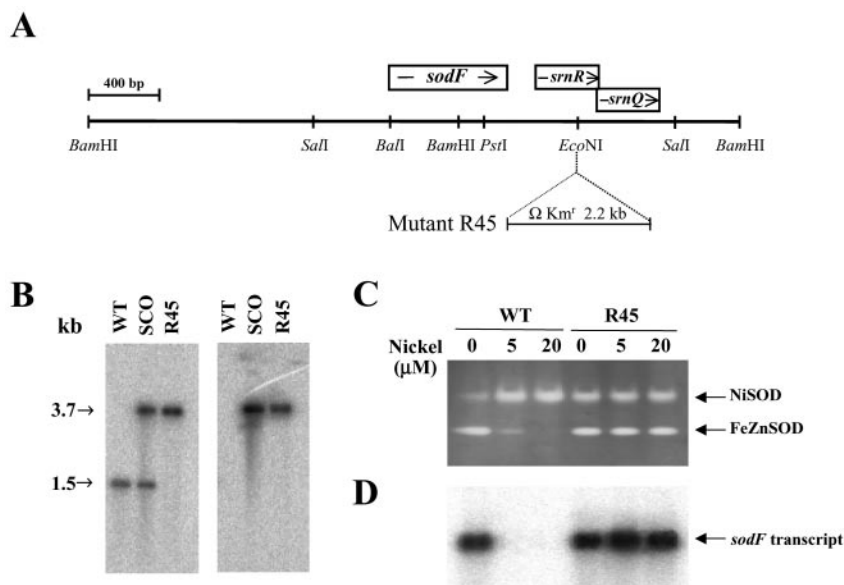 A
400 bp
sodF
srnR
srnQ
BamHI SalI BalI BamHI PstI EcoNI SalI BamHI
Mutant R45
Ω Kmʳ 2.2 kb
B
kb
WT SCO R45 WT SCO R45
3.7→
1.5→
C
WT R45
Nickel 0 5 20 0 5 20
(μM)
NiSOD
FeZnSOD
D
sodF transcript